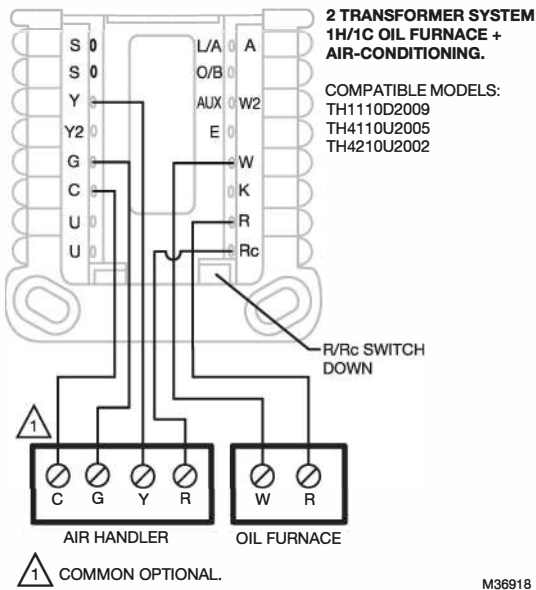 2 TRANSFORMER SYSTEM
1H/1C OIL FURNACE +
AIR-CONDITIONING.
COMPATIBLE MODELS:
TH1110D2009
TH4110U2005
TH4210U2002
S L/A A
S O/B
Y AUX W2
Y2 E
G W
C K
U R
U Rc
R/Rc SWITCH
DOWN
1
C G Y R W R
AIR HANDLER OIL FURNACE
1 COMMON OPTIONAL.
M36918